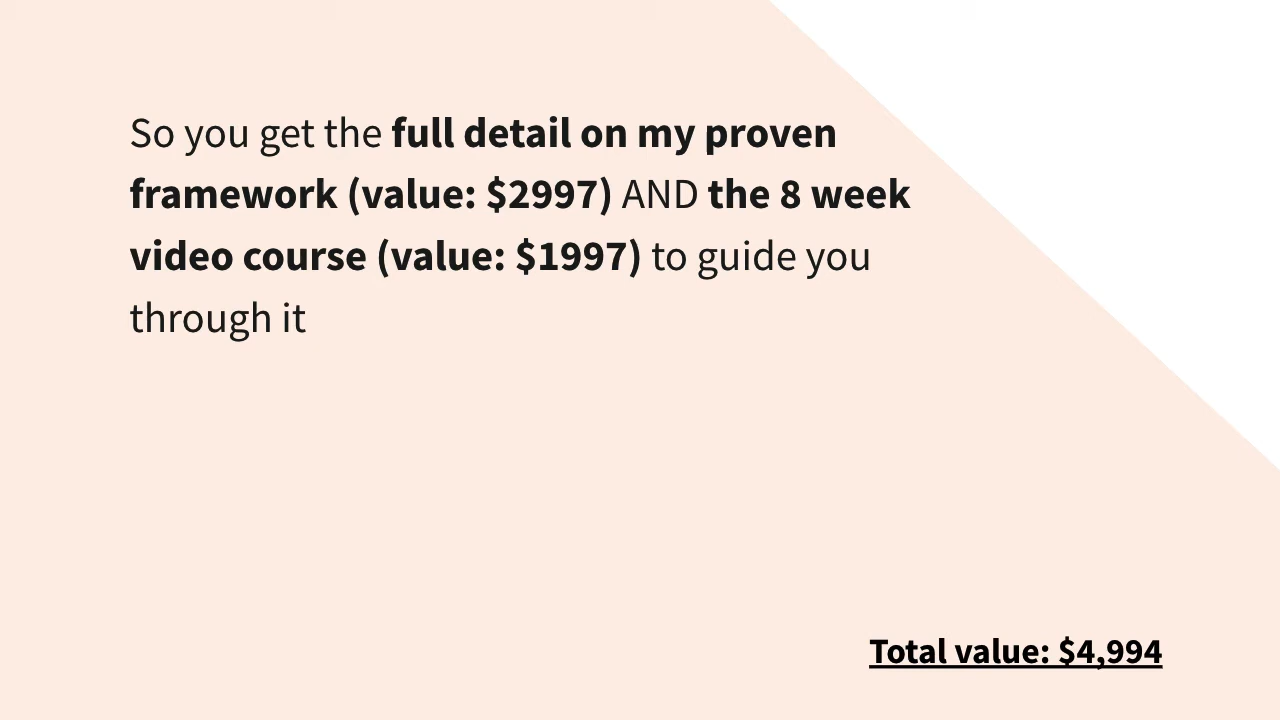 So you get the full detail on my proven
framework (value: $2997) AND the 8 week
video course (value: $1997) to guide you
through it
Total value: $4,994